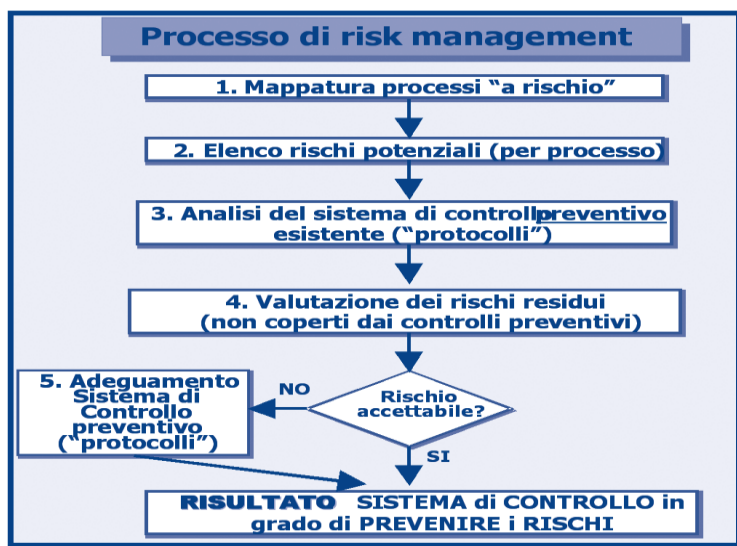 Processo di risk management
1. Mappatura processi “a rischio”
2. Elenco rischi potenziali (per processo)
3. Analisi del sistema di controllo preventivo
esistente (“protocolli”)
4. Valutazione dei rischi residui
(non coperti dai controlli preventivi)
Rischio
accettabile?
NO
5. Adeguamento
Sistema di
Controllo
preventivo
(“protocolli”)
SI
RISULTATO SISTEMA di CONTROLLO in
grado di PREVENIRE i RISCHI